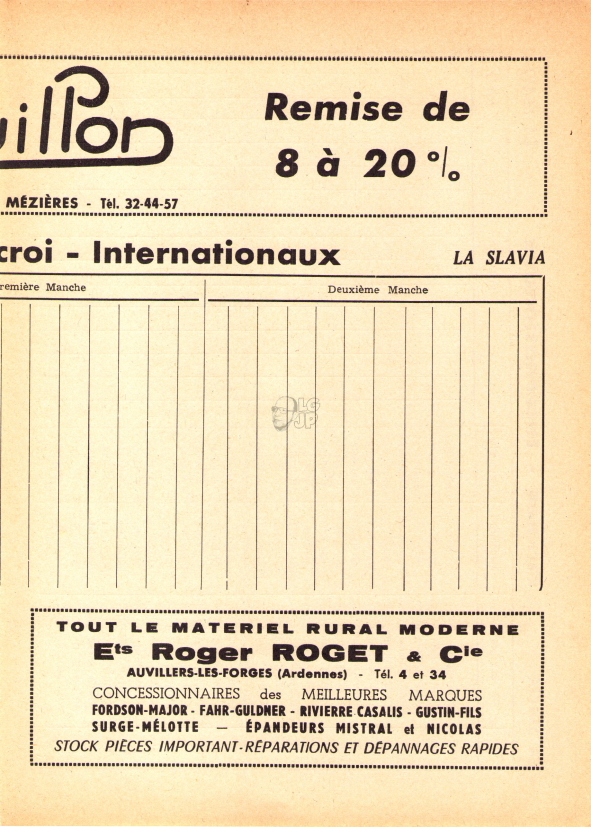 Remise de
8 à 20 %
MÉZIÈRES - Tél. 32-44-57
- Internationaux
LA SLAVIA
Manche
Deuxième Manche
LG
JP
TOUT LE MATERIEL RURAL MODERNE
Ets Roger ROGET & Cie
AUVILLERS-LES-FORGES (Ardennes) - Tél. 4 et 34
CONCESSIONNAIRES des MEILLEURES MARQUES
FORDSON-MAJOR - FAHR-GULDNER - RIVIERRE CASALIS - GUSTIN-FILS
SURGE-MÉLOTTE — ÉPANDEURS MISTRAL et NICOLAS
STOCK PIÈCES IMPORTANT-RÉPARATIONS ET DÉPANNAGES RAPIDES